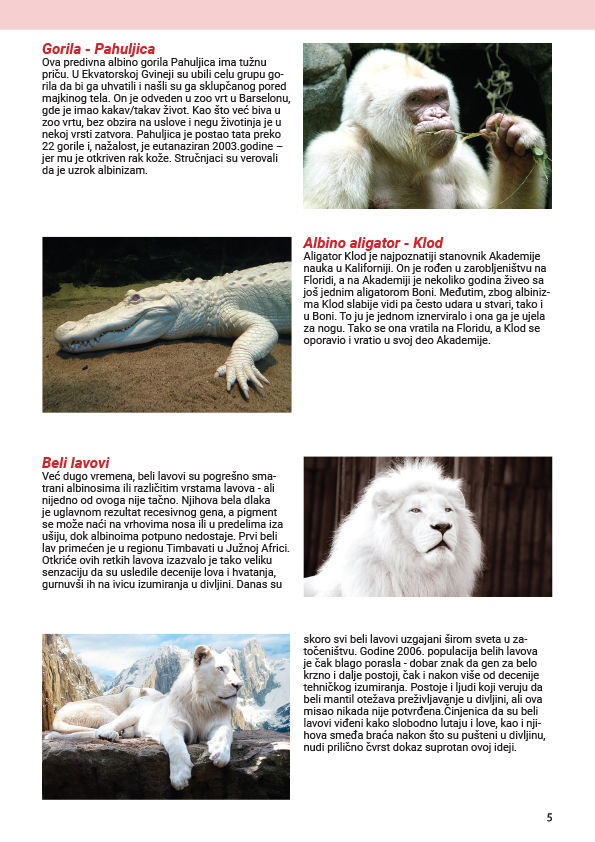 Gorila - Pahuljica
Ova predivna albino gorila Pahuljica ima tužnu
priču. U Ekvatorskoj Gvineji su ubili celu grupu go-
rila da bi ga uhvatili i našli su ga sklupčanog pored
majkinog tela. On je odveden u zoo vrt u Barselonu,
gde je imao kakav/takav život. Kao što već biva u
zoo vrtu, bez obzira na uslove i negu životinja je u
nekoj vrsti zatvora. Pahuljica je postao tata preko
22 gorile i, nažalost, je eutanaziran 2003.godine –
jer mu je otkriven rak kože. Stručnjaci su verovali
da je uzrok albinizam.
Albino aligator - Klod
Aligator Klod je najpoznatiji stanovnik Akademije
nauka u Kaliforniji. On je rođen u zarobljeništvu na
Floridi, a na Akademiji je nekoliko godina živeo sa
još jednim aligatorom Boni. Međutim, zbog albiniz-
ma Klod slabije vidi pa često udara u stvari, tako i
u Boni. To ju je jednom iznerviralo i ona ga je ujela
za nogu. Tako se ona vratila na Floridu, a Klod se
oporavio i vratio u svoj deo Akademije.
Beli lavovi
Već dugo vremena, beli lavovi su pogrešno sma-
trani albinosima ili različitim vrstama lavova - ali
nijedno od ovoga nije tačno. Njihova bela dlaka
je uglavnom rezultat recesivnog gena, a pigment
se može naći na vrhovima nosa ili u predelima iza
ušiju, dok albinoima potpuno nedostaje. Prvi beli
lav primećen je u regionu Timbavati u Južnoj Africi.
Otkriće ovih retkih lavova izazvalo je tako veliku
senzaciju da su usledile decenije lova i hvatanja,
gurnuvši ih na ivicu izumiranja u divljini. Danas su
skoro svi beli lavovi uzgajani širom sveta u za-
točeništvu. Godine 2006. populacija belih lavova
je čak blago porasla - dobar znak da gen za belo
krzno i dalje postoji, čak i nakon više od decenije
tehničkog izumiranja. Postoje i ljudi koji veruju da
beli mantil otežava preživljavanje u divljini, ali ova
misao nikada nije potvrđena.Činjenica da su beli
lavovi viđeni kako slobodno lutaju i love, kao i nji-
hova smeđa braća nakon što su pušteni u divljinu,
nudi prilično čvrst dokaz suprotan ovoj ideji.
5